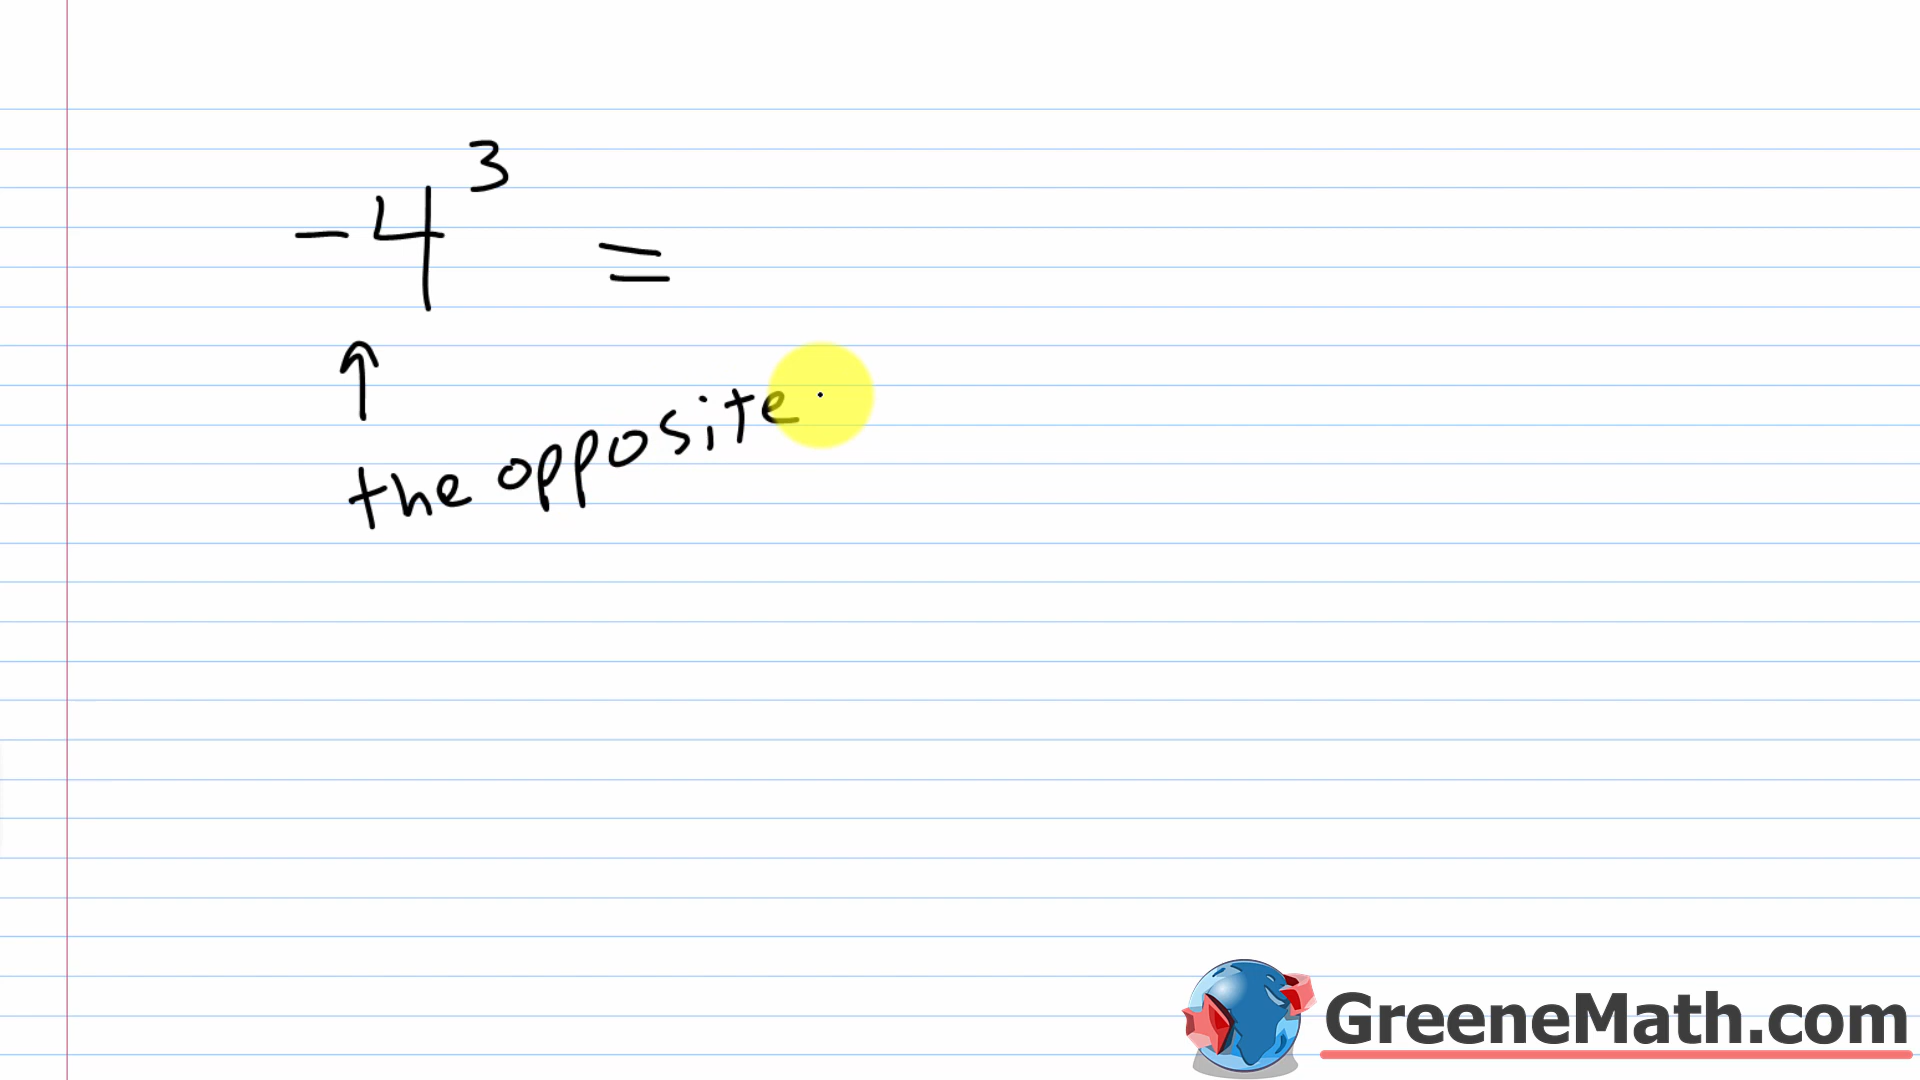 -4³ =
↑
the opposite
GreeneMath.com